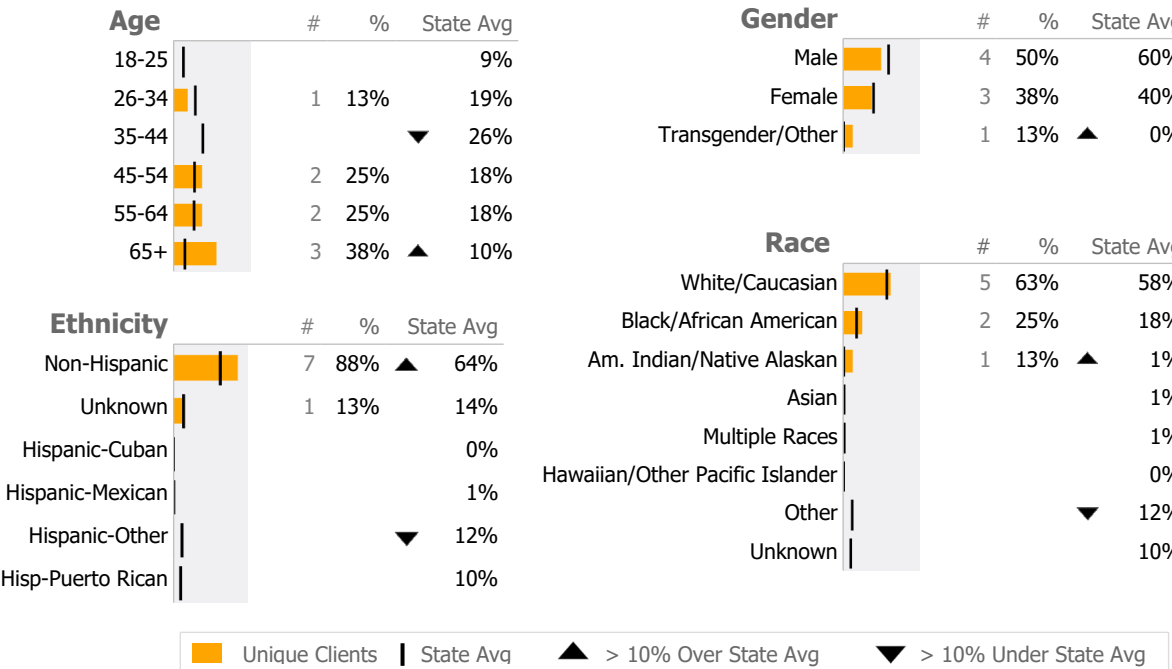 Age # % State Avg
18-25 9%
26-34 1 13% 19%
35-44 ▼ 26%
45-54 2 25% 18%
55-64 2 25% 18%
65+ 3 38% ▲ 10%
Ethnicity # % State Avg
Non-Hispanic 7 88% ▲ 64%
Unknown 1 13% 14%
Hispanic-Cuban 0%
Hispanic-Mexican 1%
Hispanic-Other ▼ 12%
Hisp-Puerto Rican 10%
Gender # % State Avg
Male 4 50% 60%
Female 3 38% 40%
Transgender/Other 1 13% ▲ 0%
Race # % State Avg
White/Caucasian 5 63% 58%
Black/African American 2 25% 18%
Am. Indian/Native Alaskan 1 13% ▲ 1%
Asian 1%
Multiple Races 1%
Hawaiian/Other Pacific Islander 0%
Other ▼ 12%
Unknown 10%
Unique Clients State Avg ▲ > 10% Over State Avg ▼ > 10% Under State Avg